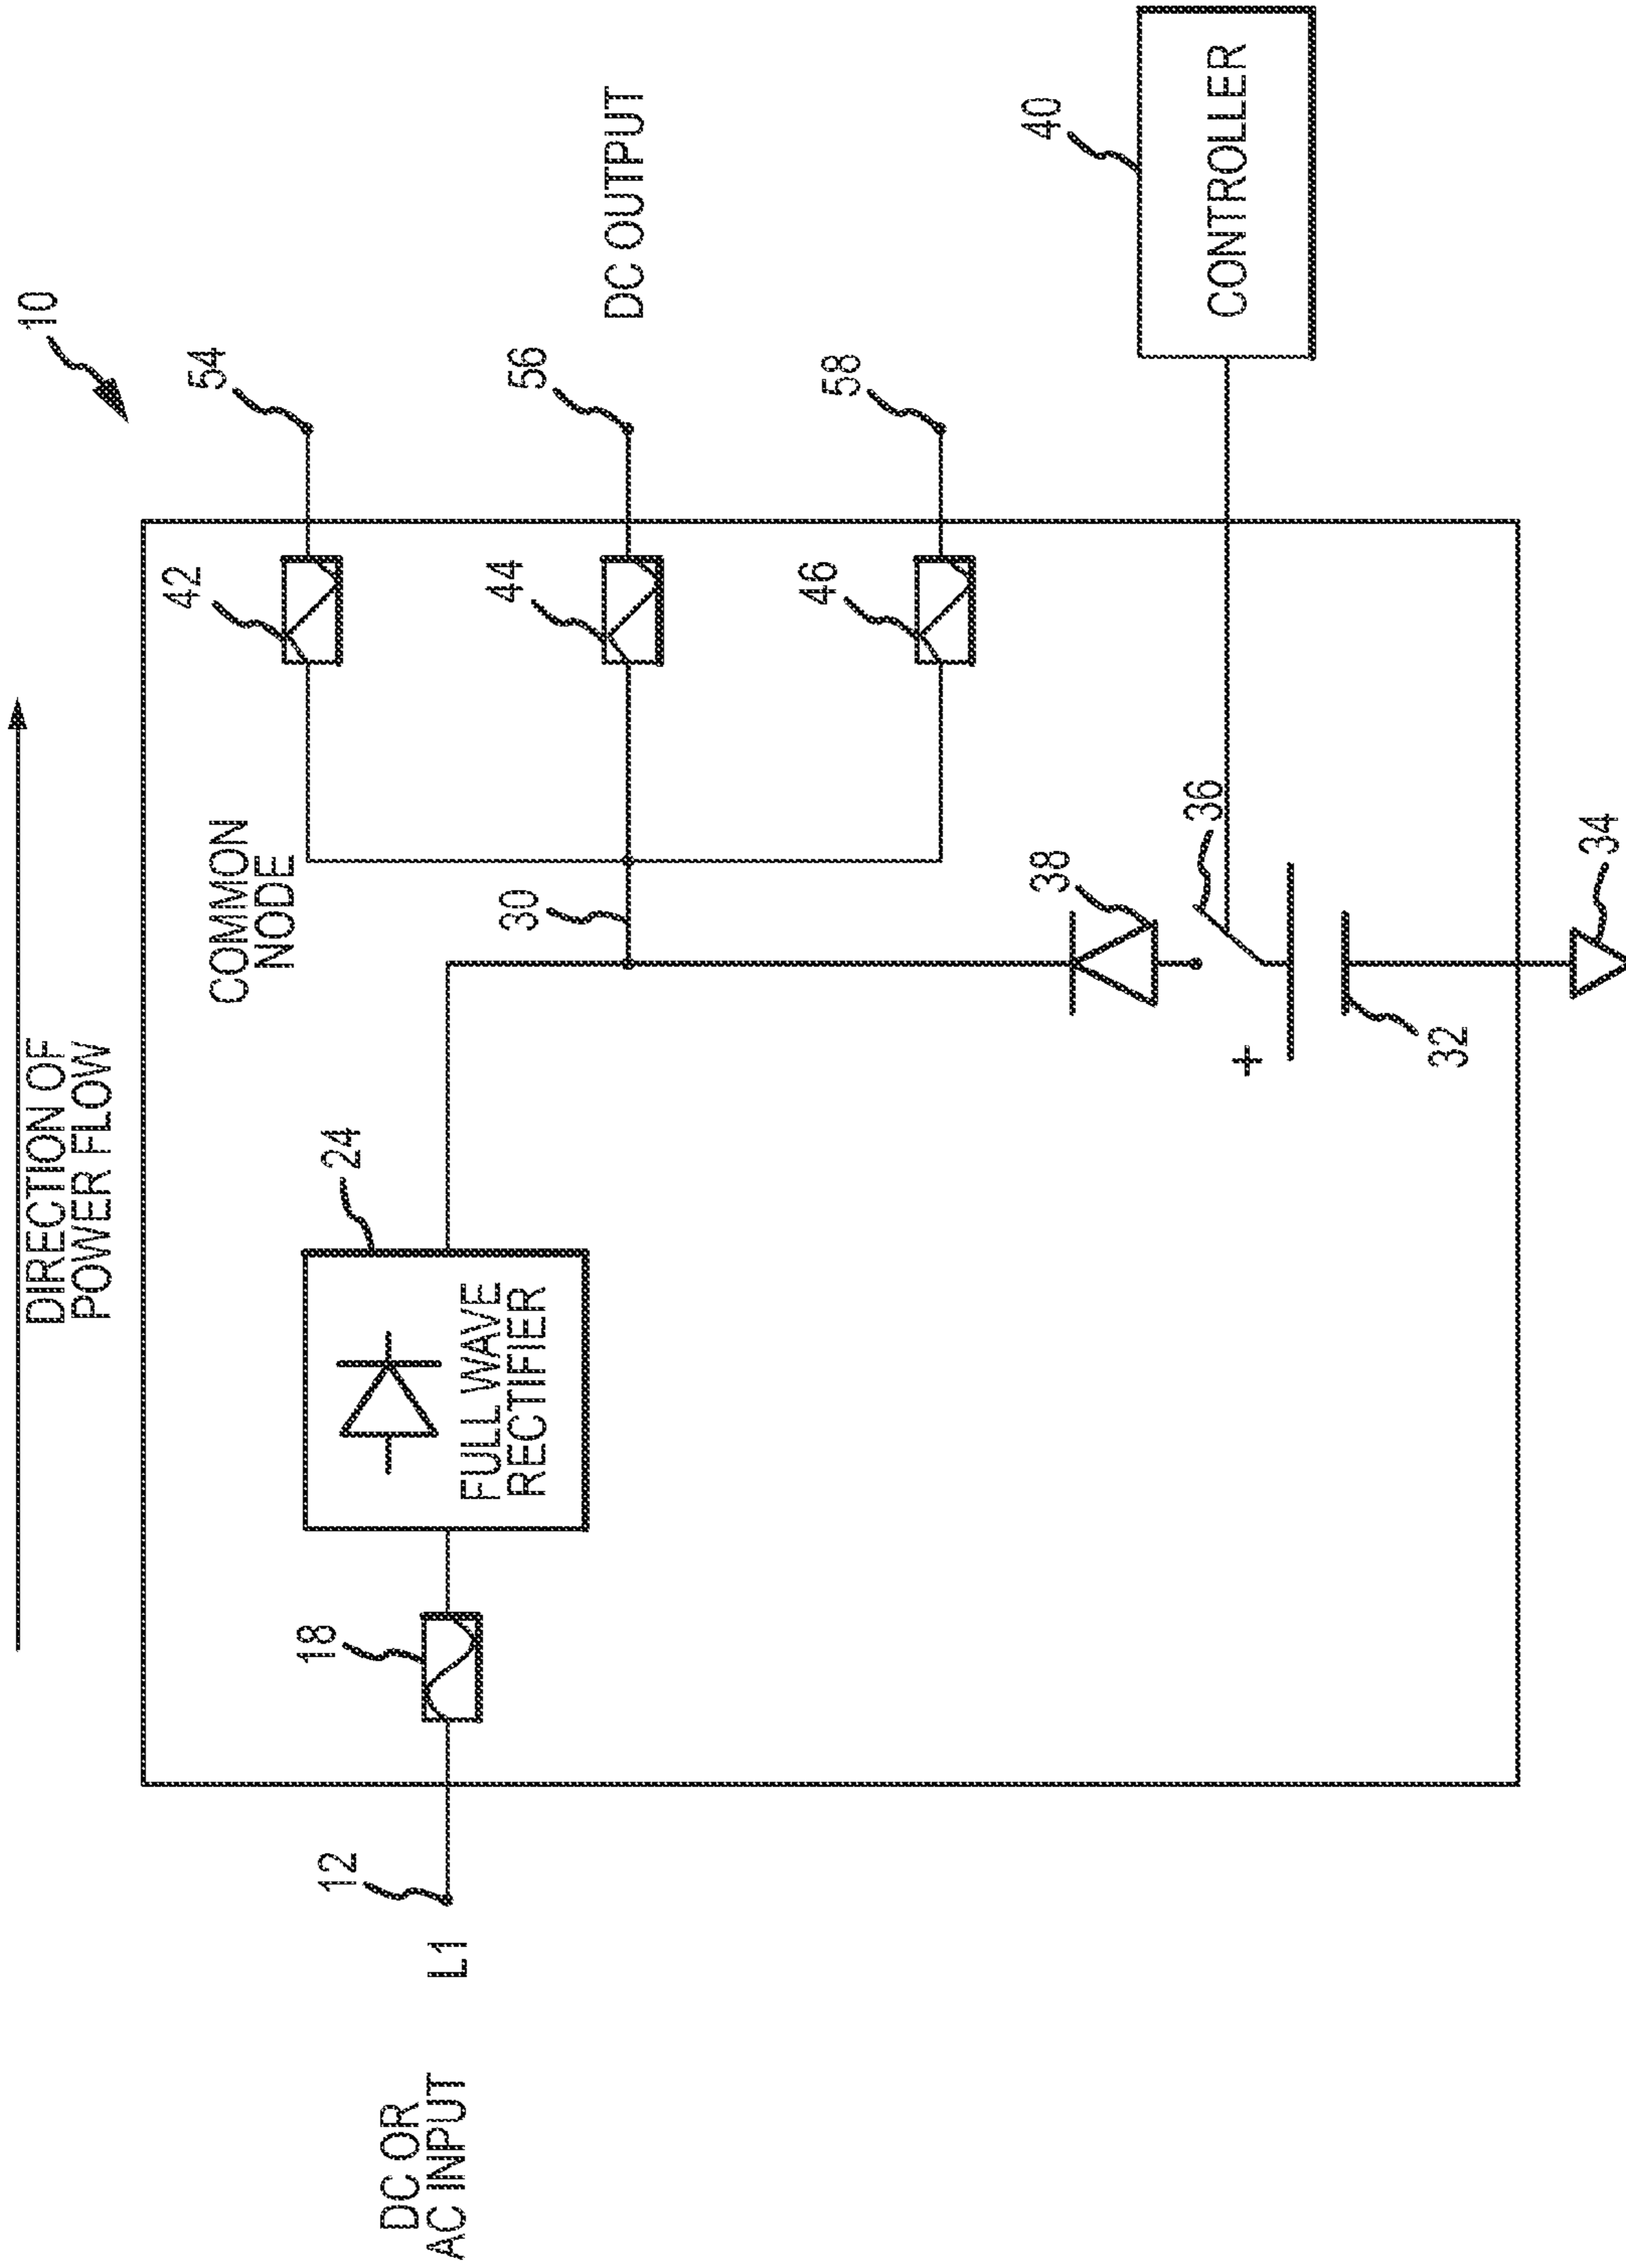 DIRECTION OF
POWER FLOW
10
DC OR
AC INPUT
L1
12
18
24
FULL WAVE
RECTIFIER
COMMON
NODE
30
42
44
46
54
56
58
DC OUTPUT
38
36
+
32
34
40
CONTROLLER